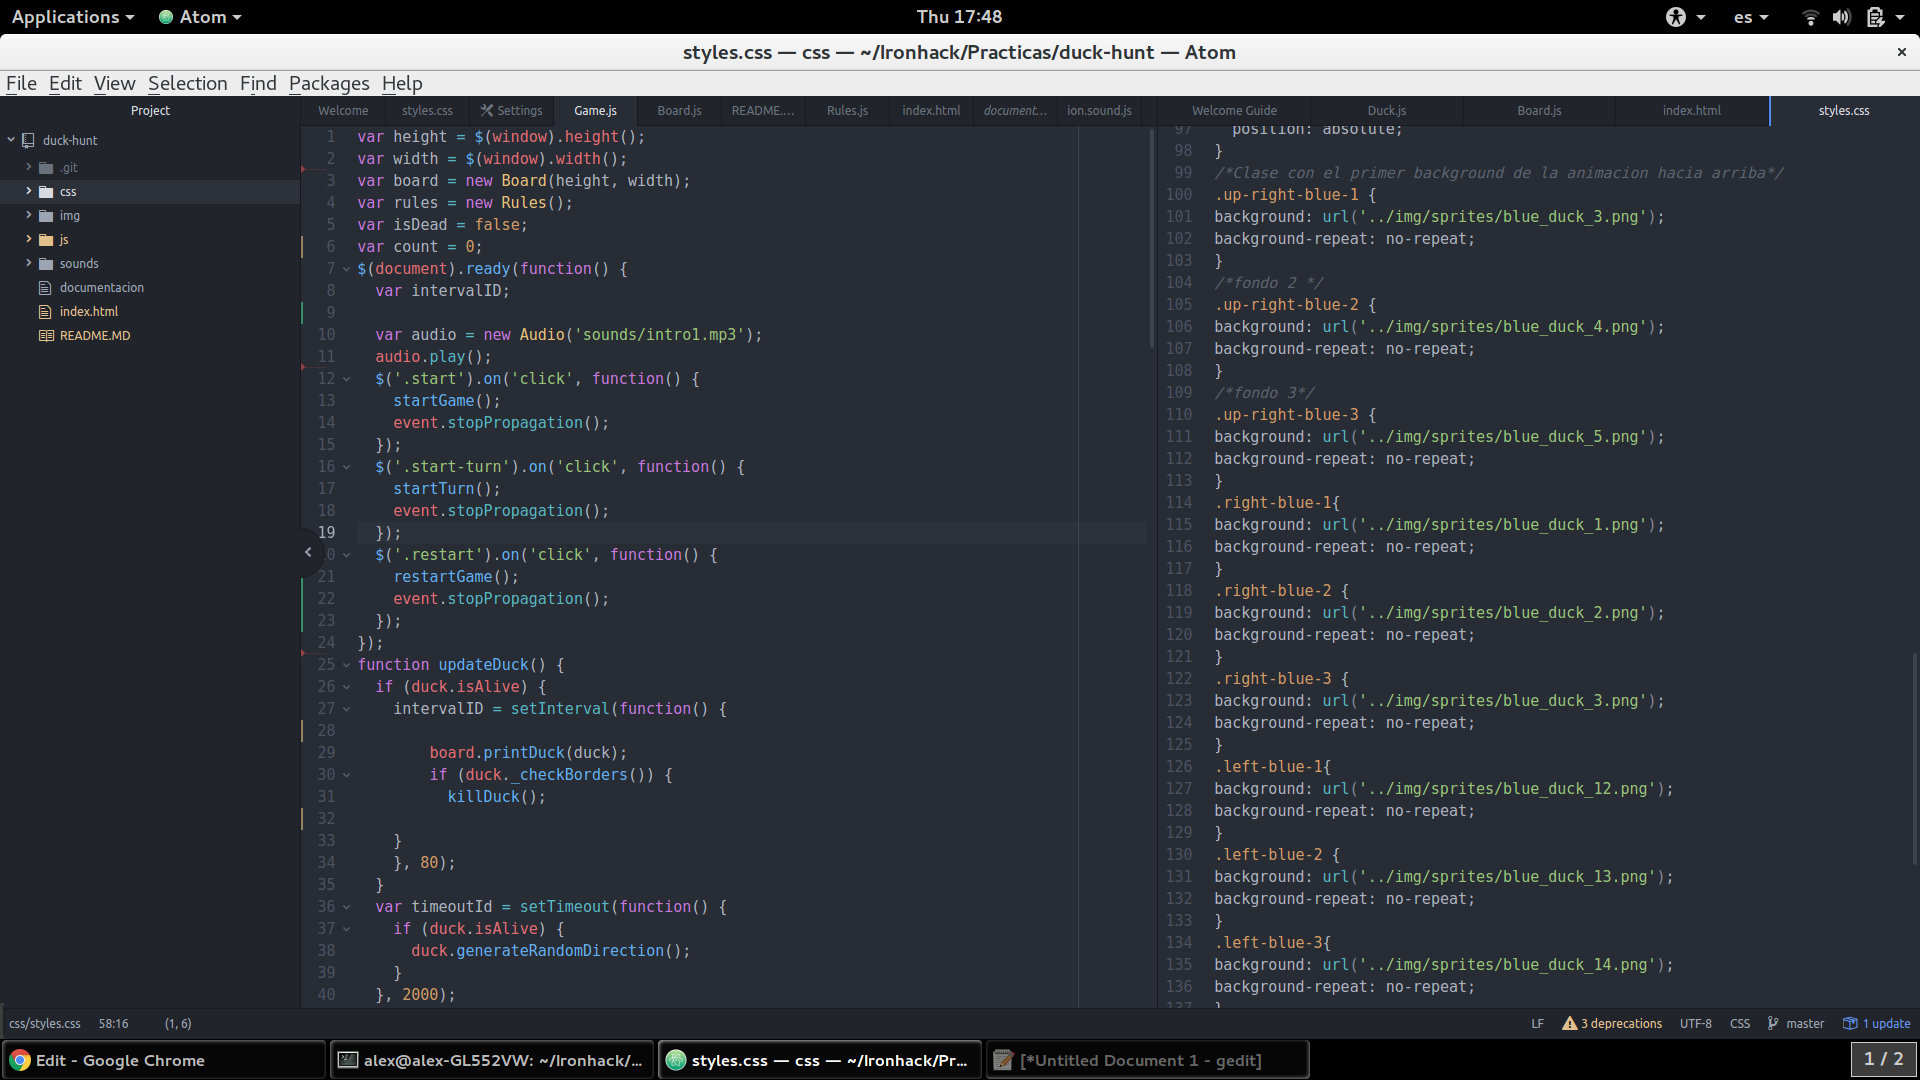 Applications Atom Thu 17:48 es
styles.css — css — ~/Ironhack/Practicas/duck-hunt — Atom ×
File Edit View Selection Find Packages Help
Project
duck-hunt
.git
css
img
js
sounds
documentacion
index.html
README.MD
Welcome styles.css Settings Game.js Board.js README.... Rules.js index.html document... ion.sound.js
1 var height = $(window).height();
2 var width = $(window).width();
3 var board = new Board(height, width);
4 var rules = new Rules();
5 var isDead = false;
6 var count = 0;
7 $(document).ready(function() {
8 var intervalID;
9
10 var audio = new Audio('sounds/intro1.mp3');
11 audio.play();
12 $('.start').on('click', function() {
13 startGame();
14 event.stopPropagation();
15 });
16 $('.start-turn').on('click', function() {
17 startTurn();
18 event.stopPropagation();
19 });
0 $('.restart').on('click', function() {
21 restartGame();
22 event.stopPropagation();
23 });
24 });
25 function updateDuck() {
26 if (duck.isAlive) {
27 intervalID = setInterval(function() {
28
29 board.printDuck(duck);
30 if (duck._checkBorders()) {
31 killDuck();
32
33 }
34 }, 80);
35 }
36 var timeoutId = setTimeout(function() {
37 if (duck.isAlive) {
38 duck.generateRandomDirection();
39 }
40 }, 2000);
Welcome Guide Duck.js Board.js index.html styles.css
97 position: absolute;
98 }
99 /*Clase con el primer background de la animacion hacia arriba*/
100 .up-right-blue-1 {
101 background: url('../img/sprites/blue_duck_3.png');
102 background-repeat: no-repeat;
103 }
104 /*fondo 2 */
105 .up-right-blue-2 {
106 background: url('../img/sprites/blue_duck_4.png');
107 background-repeat: no-repeat;
108 }
109 /*fondo 3*/
110 .up-right-blue-3 {
111 background: url('../img/sprites/blue_duck_5.png');
112 background-repeat: no-repeat;
113 }
114 .right-blue-1{
115 background: url('../img/sprites/blue_duck_1.png');
116 background-repeat: no-repeat;
117 }
118 .right-blue-2 {
119 background: url('../img/sprites/blue_duck_2.png');
120 background-repeat: no-repeat;
121 }
122 .right-blue-3 {
123 background: url('../img/sprites/blue_duck_3.png');
124 background-repeat: no-repeat;
125 }
126 .left-blue-1{
127 background: url('../img/sprites/blue_duck_12.png');
128 background-repeat: no-repeat;
129 }
130 .left-blue-2 {
131 background: url('../img/sprites/blue_duck_13.png');
132 background-repeat: no-repeat;
133 }
134 .left-blue-3{
135 background: url('../img/sprites/blue_duck_14.png');
136 background-repeat: no-repeat;
137 }
css/styles.css 58:16 (1, 6) LF 3 deprecations UTF-8 CSS master 1 update
Edit - Google Chrome alex@alex-GL552VW: ~/Ironhack/... styles.css — css — ~/Ironhack/Pr... [*Untitled Document 1 - gedit] 1 / 2